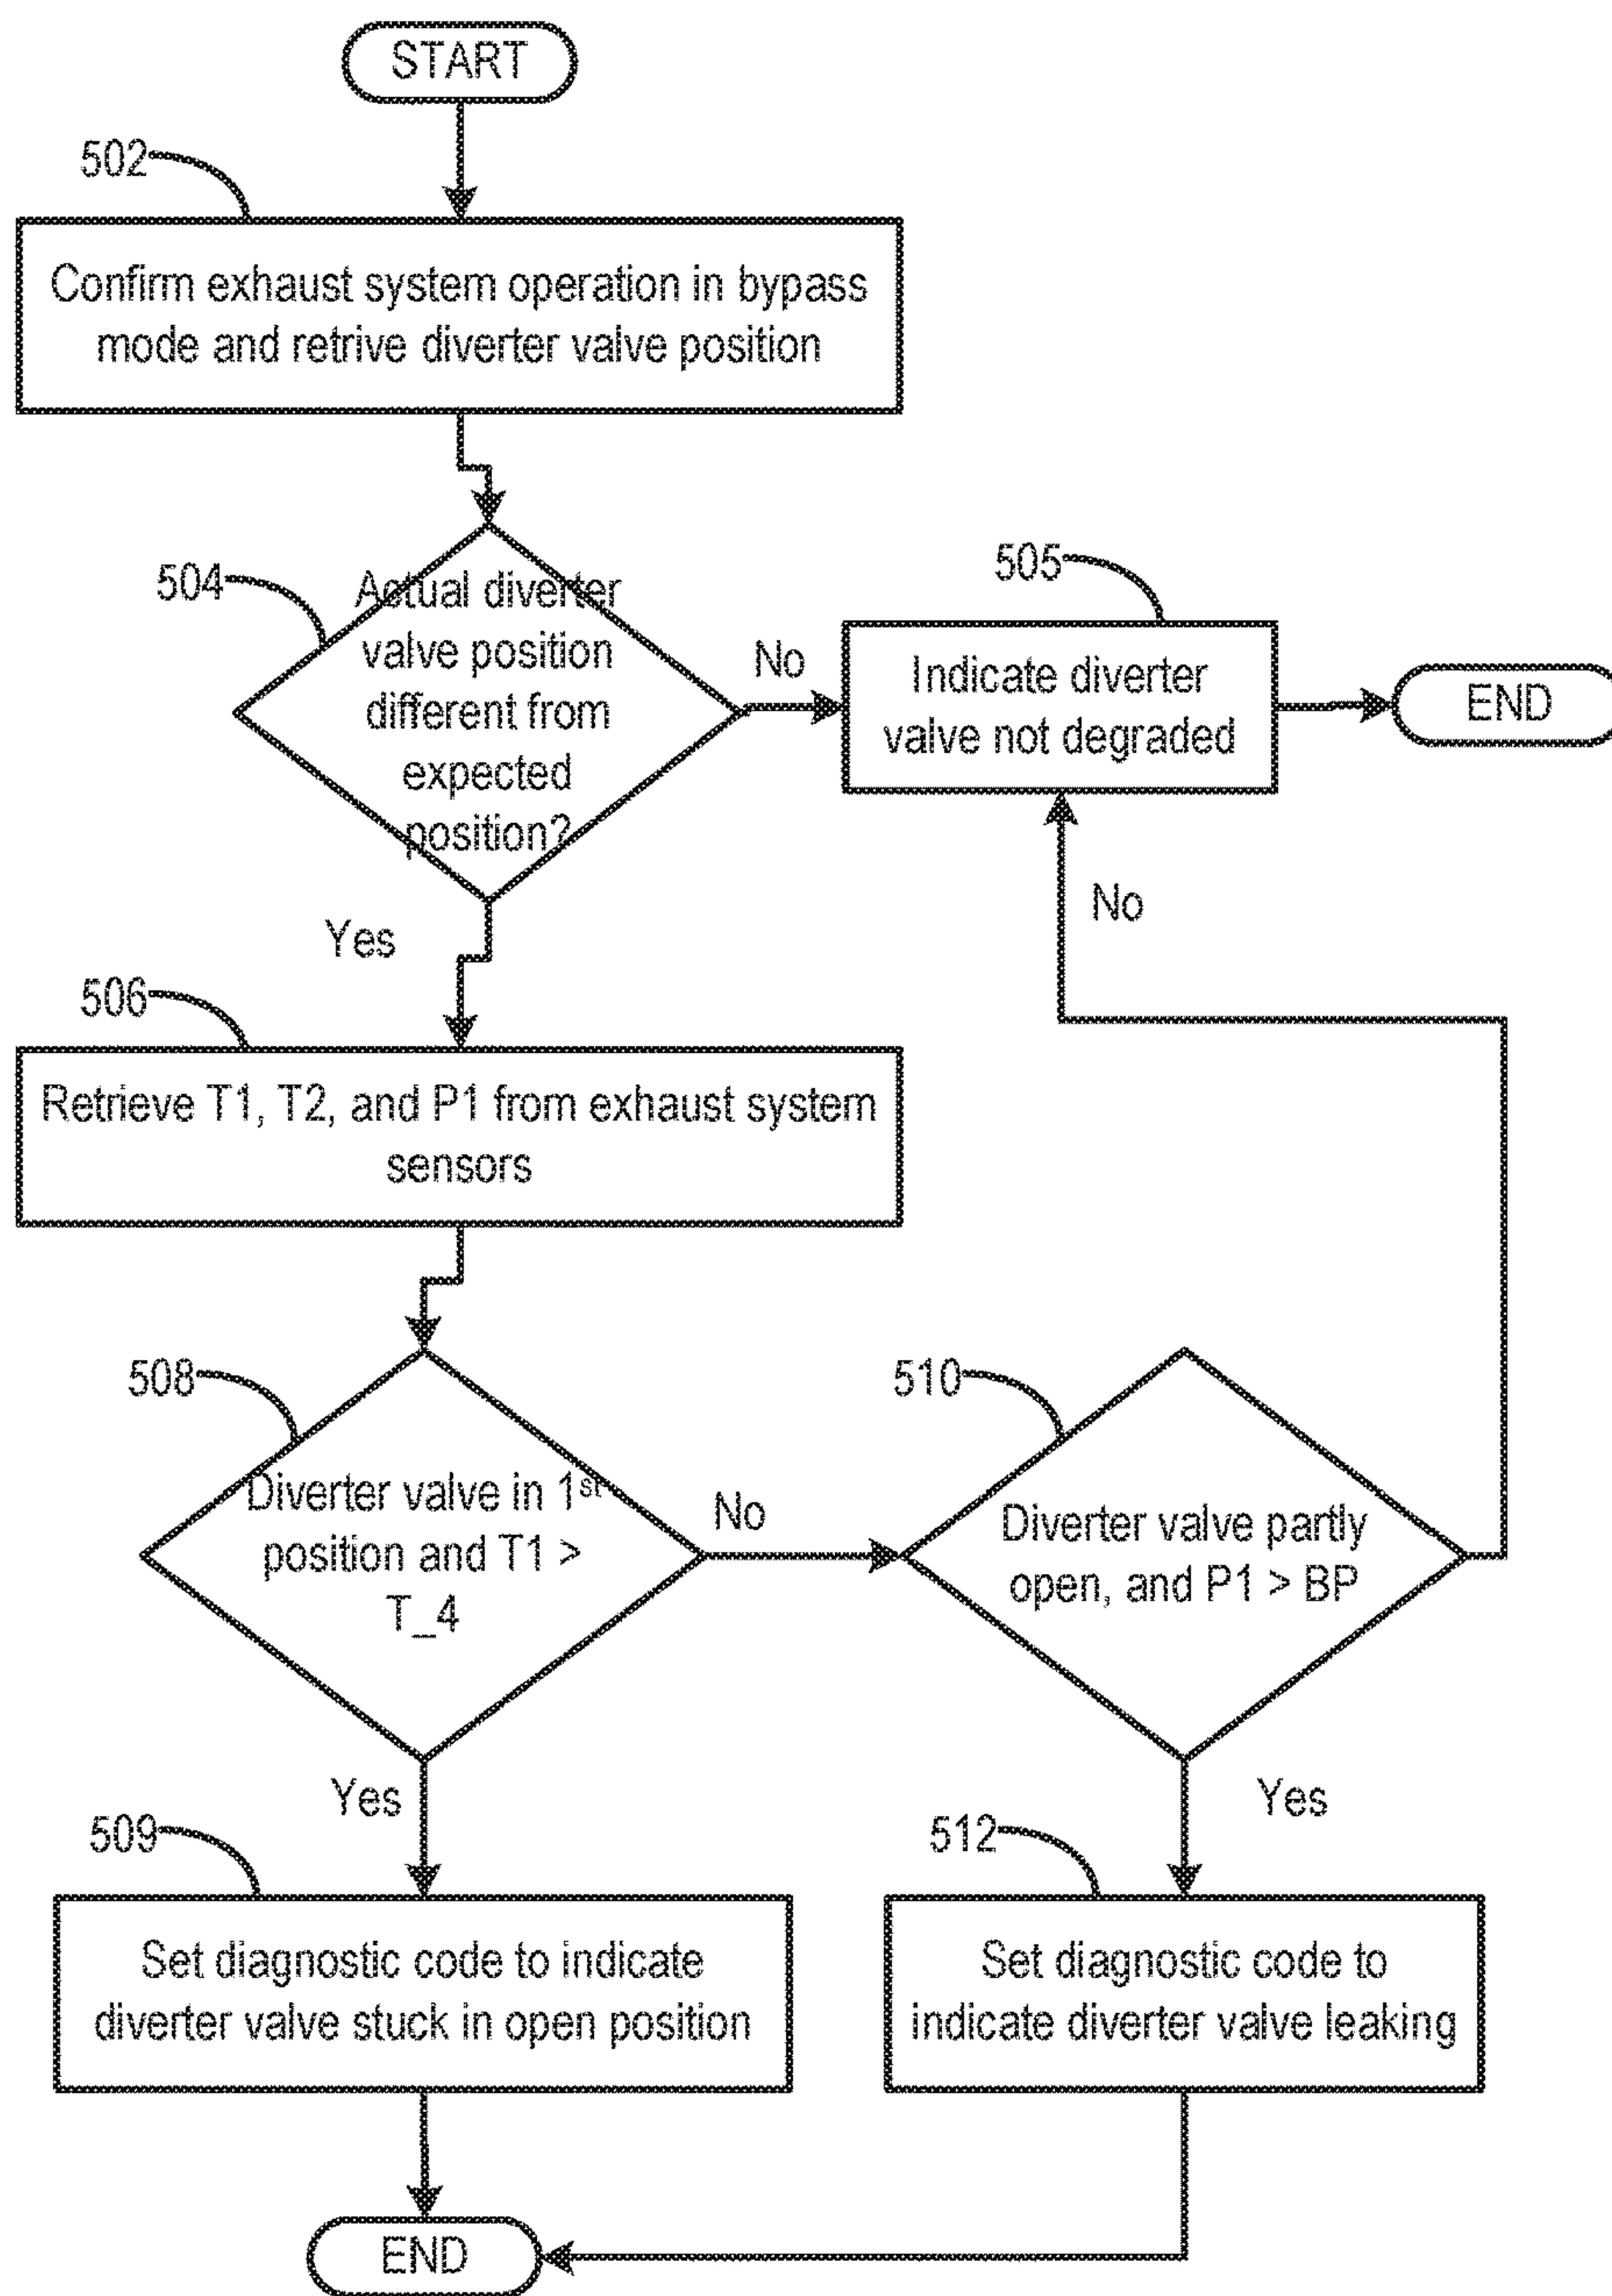 START
502
Confirm exhaust system operation in bypass
mode and retrive diverter valve position
504
Actual diverter
valve position
different from
expected
position?
No
505
Indicate diverter
valve not degraded
END
Yes
No
506
Retrieve T1, T2, and P1 from exhaust system
sensors
508
Diverter valve in 1st
position and T1 >
T_4
No
510
Diverter valve partly
open, and P1 > BP
Yes
Yes
509
Set diagnostic code to indicate
diverter valve stuck in open position
512
Set diagnostic code to
indicate diverter valve leaking
END